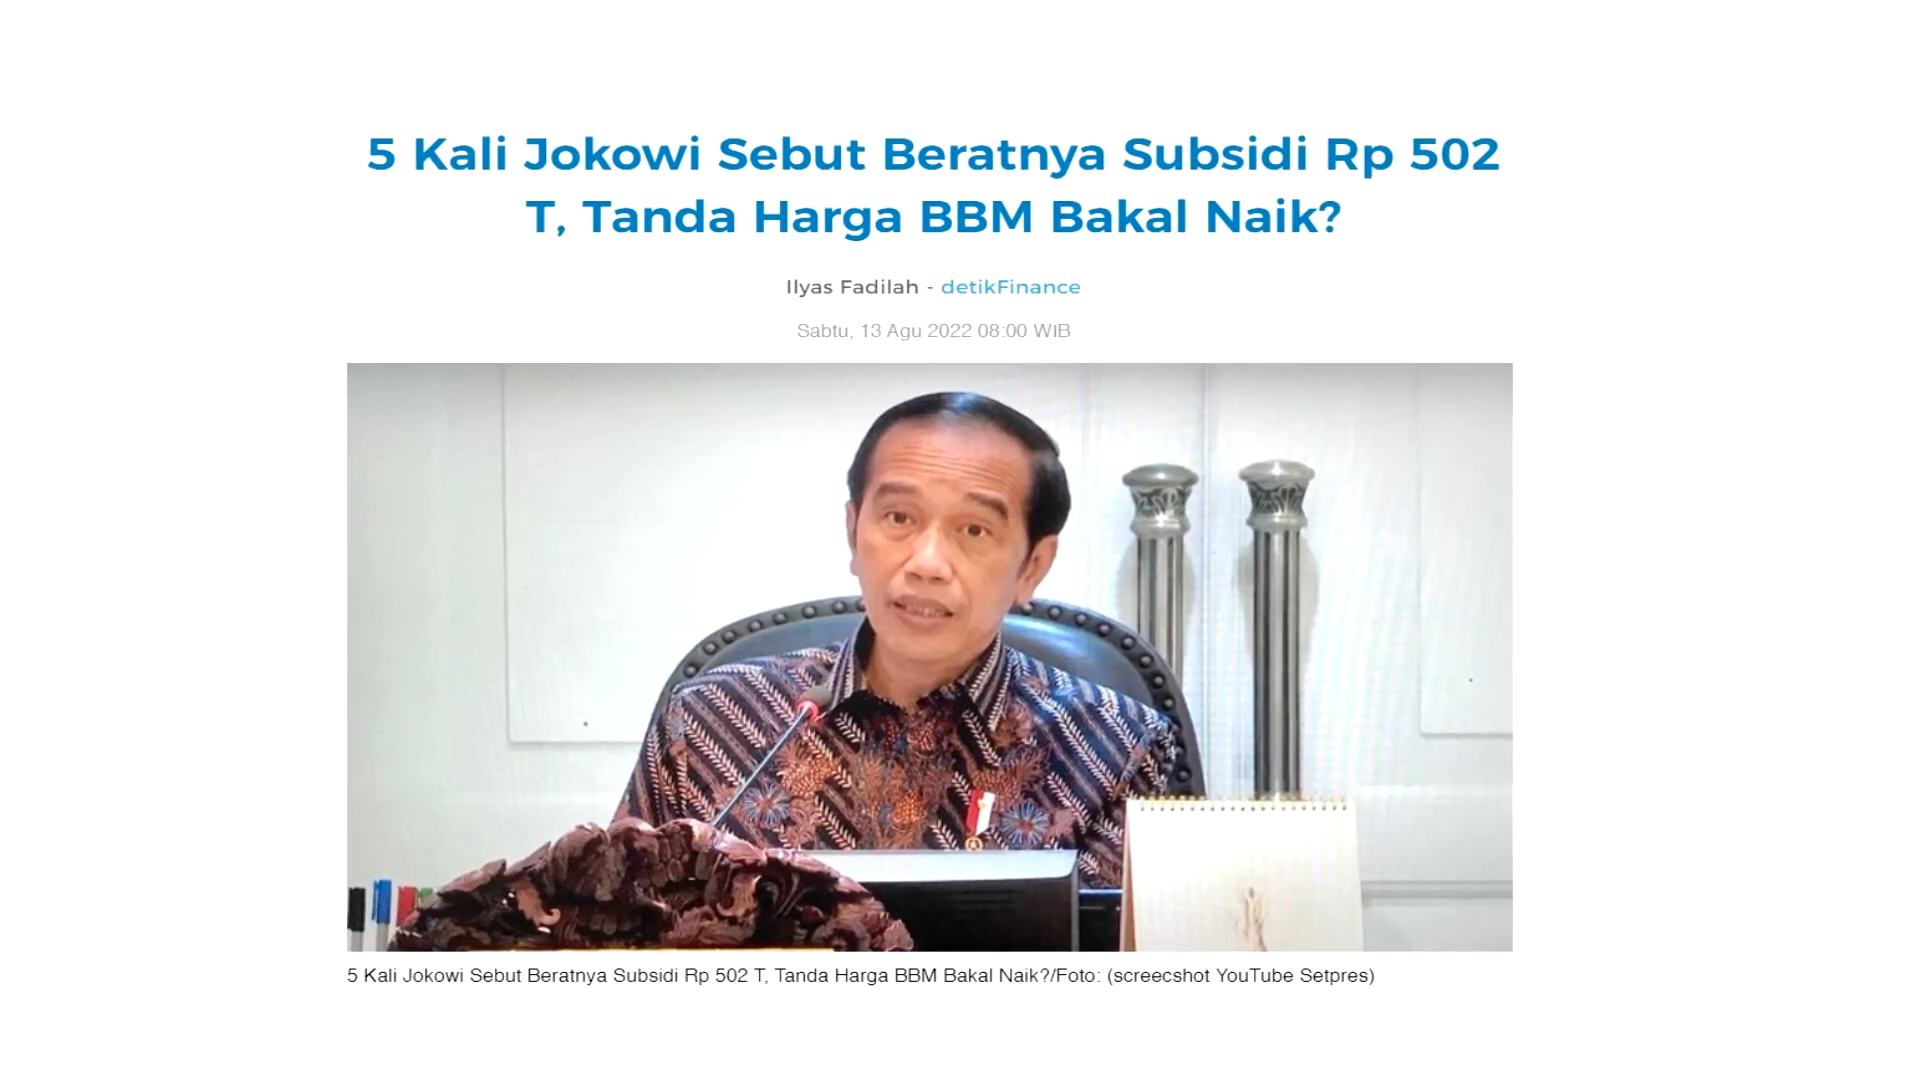 5 Kali Jokowi Sebut Beratnya Subsidi Rp 502
T, Tanda Harga BBM Bakal Naik?
Ilyas Fadilah - detikFinance
Sabtu, 13 Agu 2022 08:00 WIB
5 Kali Jokowi Sebut Beratnya Subsidi Rp 502 T, Tanda Harga BBM Bakal Naik?/Foto: (screecshot YouTube Setpres)